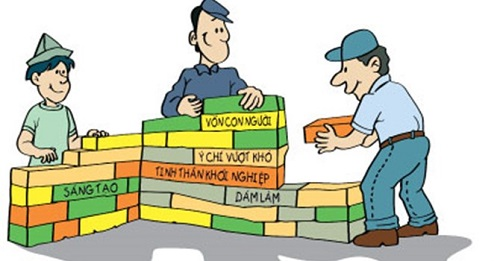 VỐN CON NGƯỜI
Ý CHÍ VƯỢT KHÓ
TINH THẦN KHỞI NGHIỆP
SÁNG TẠO
DÁM LÀM